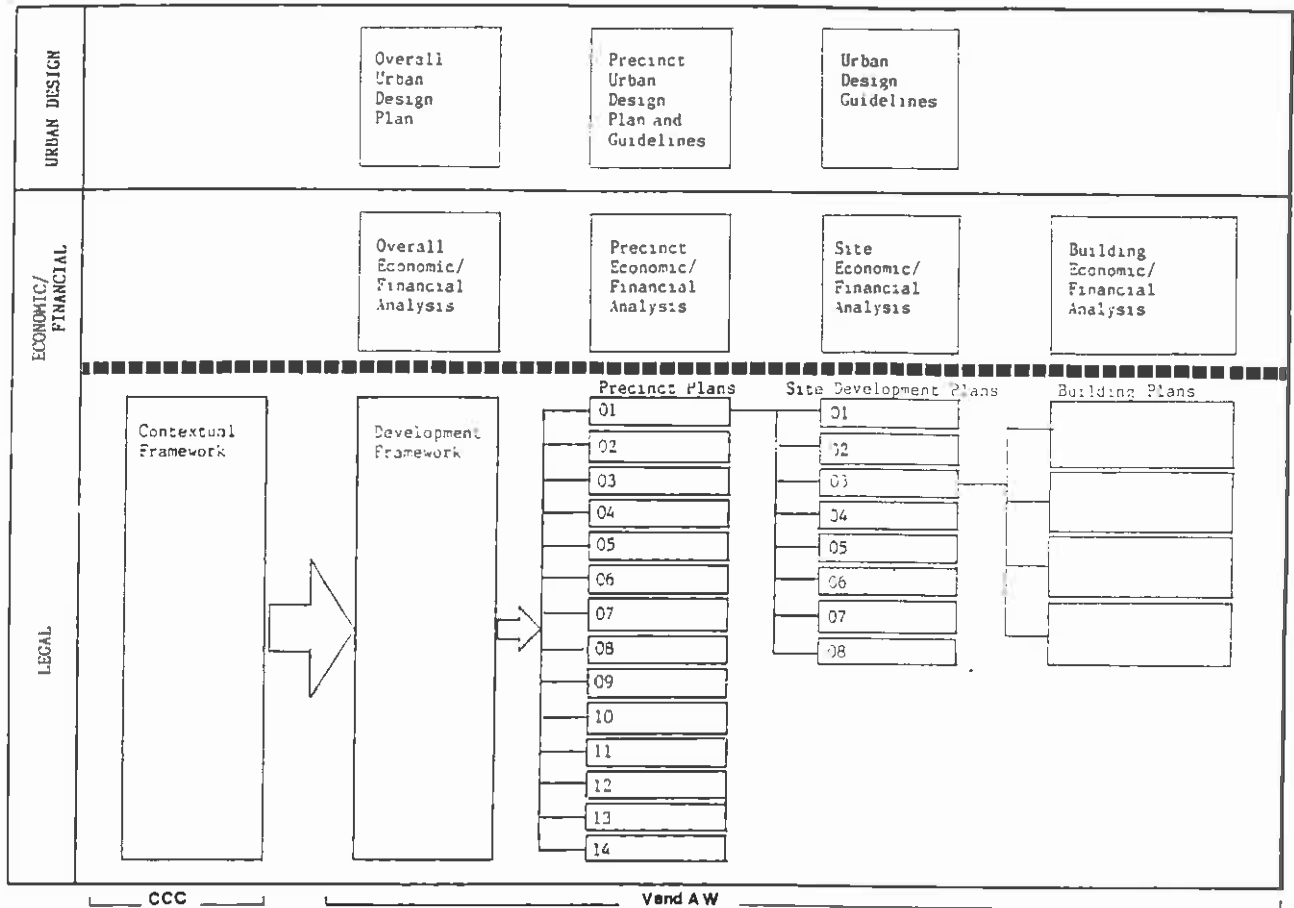 URBAN DESIGN
Overall
Urban
Design
Plan
Precinct
Urban
Design
Plan and
Guidelines
Urban
Design
Guidelines
ECONOMIC/
FINANCIAL
Overall
Economic/
Financial
Analysis
Precinct
Economic/
Financial
Analysis
Site
Economic/
Financial
Analysis
Building
Economic/
Financial
Analysis
LEGAL
Contextual
Framework
Development
Framework
Precinct Plans
01
02
03
04
05
06
07
08
09
10
11
12
13
14
Site Development Plans
01
02
03
04
05
06
07
08
Building Plans
CCC
Vand AW